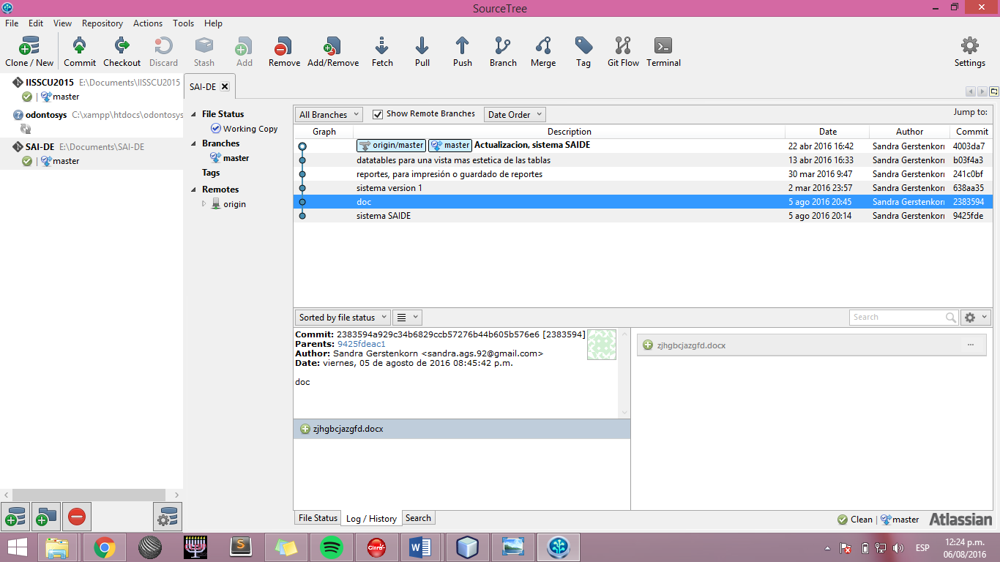 SourceTree
File Edit View Repository Actions Tools Help
Clone / New Commit Checkout Discard Stash Add Remove Add/Remove Fetch Pull Push Branch Merge Tag Git Flow Terminal Settings
IISSCU2015 E:\Documents\IISSCU2015
master
odontosys C:\xampp\htdocs\odontosys
SAI-DE E:\Documents\SAI-DE
master
SAI-DE
File Status
Working Copy
Branches
master
Tags
Remotes
origin
All Branches Show Remote Branches Date Order Jump to:
Graph Description Date Author Commit
origin/master master Actualizacion, sistema SAIDE 22 abr 2016 16:42 Sandra Gerstenkorn 4003da7
datatables para una vista mas estetica de las tablas 13 abr 2016 16:33 Sandra Gerstenkorn b03f4a3
reportes, para impresión o guardado de reportes 30 mar 2016 9:47 Sandra Gerstenkorn 241c0bf
sistema version 1 2 mar 2016 23:57 Sandra Gerstenkorn 638aa35
doc 5 ago 2016 20:45 Sandra Gerstenkorn 2383594
sistema SAIDE 5 ago 2016 20:14 Sandra Gerstenkorn 9425fde
Sorted by file status Search
Commit: 2383594a929c34b6829ccb57276b44b605b576e6 [2383594]
Parents: 9425fdeac1
Author: Sandra Gerstenkorn <sandra.ags.92@gmail.com>
Date: viernes, 05 de agosto de 2016 08:45:42 p.m.
doc
zjhgbcjazgfd.docx
zjhgbcjazgfd.docx ...
File Status Log / History Search
Clean master Atlassian
S Claro W ESP 12:24 p.m.
06/08/2016